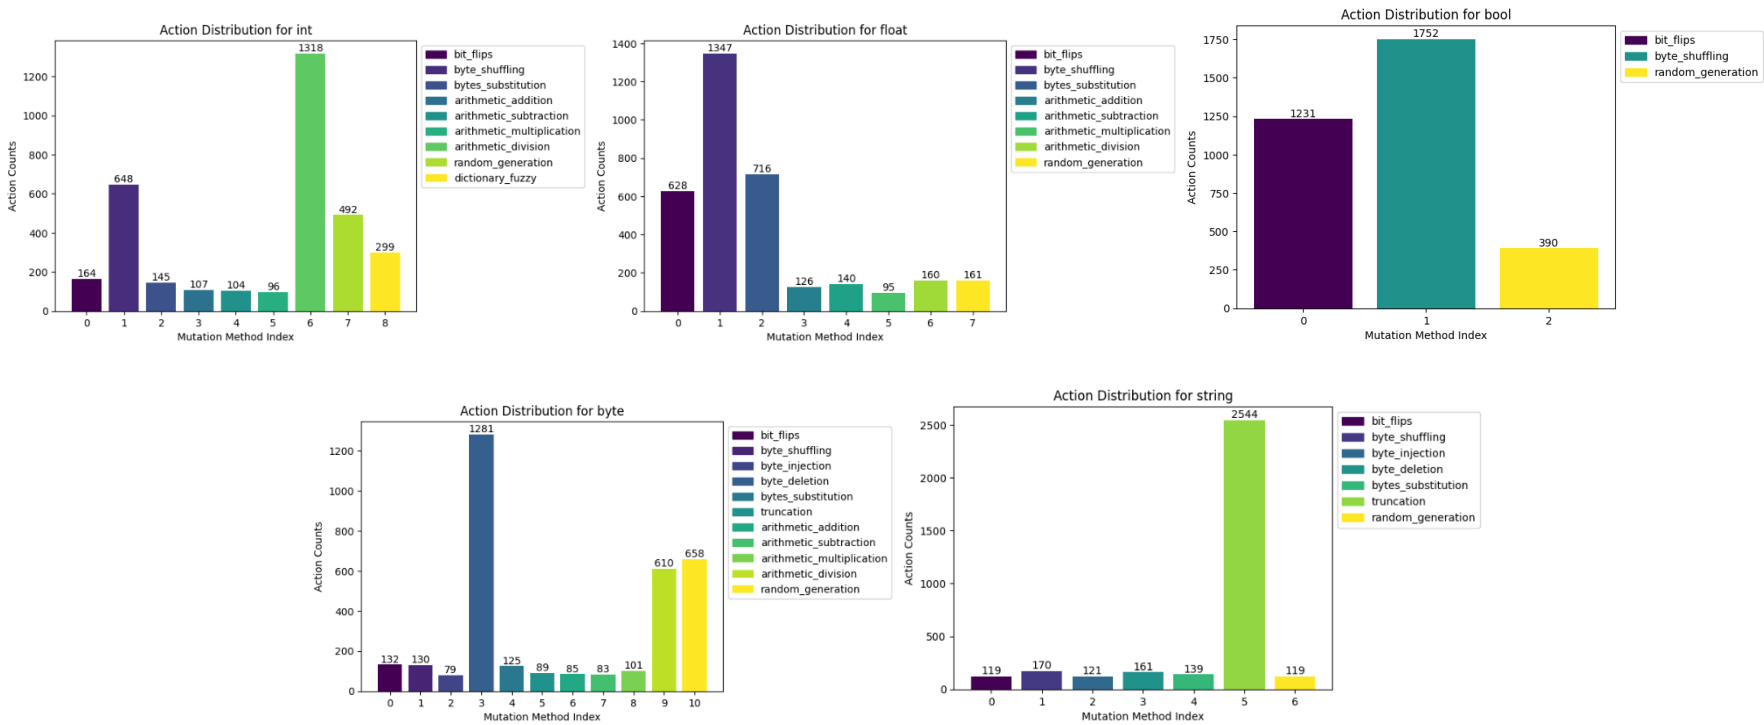 Action Distribution for int
Action Counts
1200
1000
800
600
400
200
0
164
648
145
107
104
96
1318
492
299
0 1 2 3 4 5 6 7 8
Mutation Method Index
bit_flips
byte_shuffling
bytes_substitution
arithmetic_addition
arithmetic_subtraction
arithmetic_multiplication
arithmetic_division
random_generation
dictionary_fuzzy
Action Distribution for float
Action Counts
1400
1200
1000
800
600
400
200
0
628
1347
716
126
140
95
160
161
0 1 2 3 4 5 6 7
Mutation Method Index
bit_flips
byte_shuffling
bytes_substitution
arithmetic_addition
arithmetic_subtraction
arithmetic_multiplication
arithmetic_division
random_generation
Action Distribution for bool
Action Counts
1750
1500
1250
1000
750
500
250
0
1231
1752
390
0 1 2
Mutation Method Index
bit_flips
byte_shuffling
random_generation
Action Distribution for byte
Action Counts
1200
1000
800
600
400
200
0
132
130
79
1281
125
89
85
83
101
610
658
0 1 2 3 4 5 6 7 8 9 10
Mutation Method Index
bit_flips
byte_shuffling
byte_injection
byte_deletion
bytes_substitution
truncation
arithmetic_addition
arithmetic_subtraction
arithmetic_multiplication
arithmetic_division
random_generation
Action Distribution for string
Action Counts
2500
2000
1500
1000
500
0
119
170
121
161
139
2544
119
0 1 2 3 4 5 6
Mutation Method Index
bit_flips
byte_shuffling
byte_injection
byte_deletion
bytes_substitution
truncation
random_generation